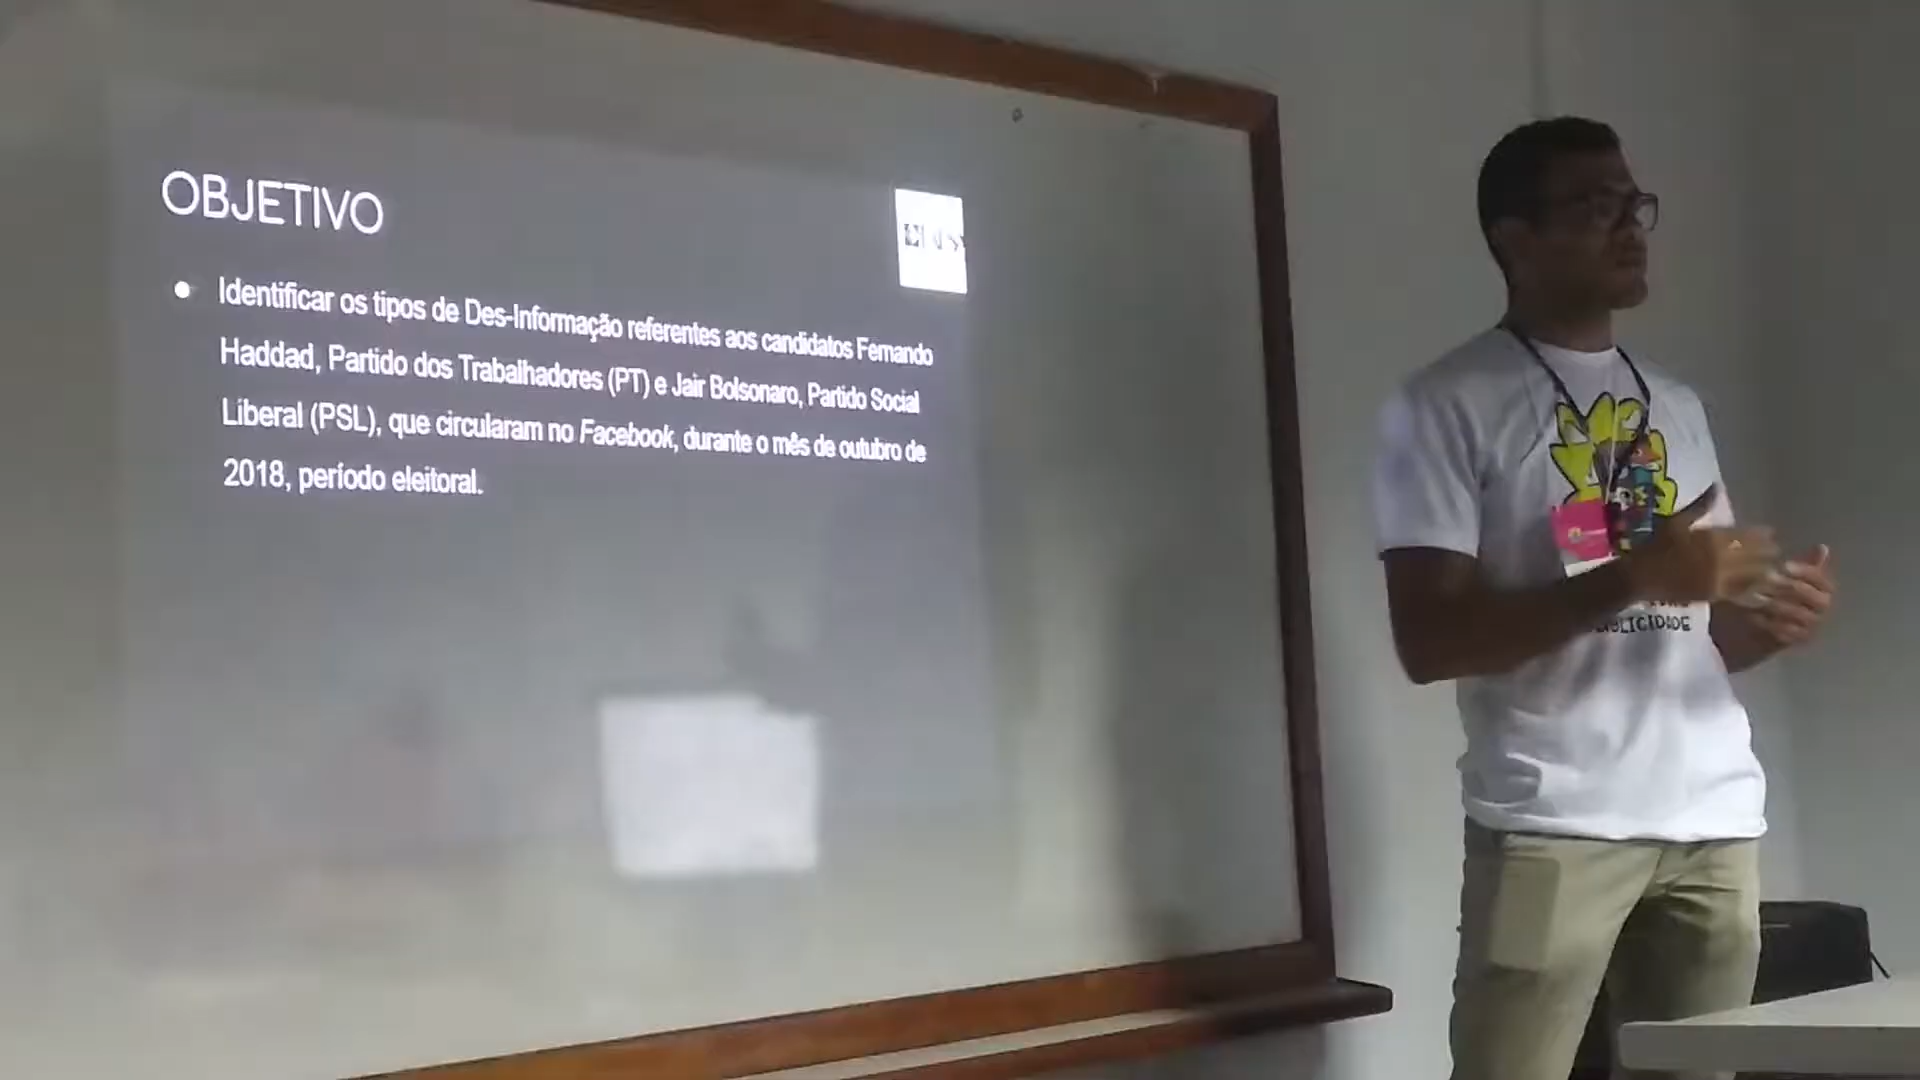 OBJETIVO
Identificar os tipos de Des-Informação referentes aos candidatos Fernando
Haddad, Partido dos Trabalhadores (PT) e Jair Bolsonaro, Partido Social
Liberal (PSL), que circularam no Facebook, durante o mês de outubro de
2018, período eleitoral.